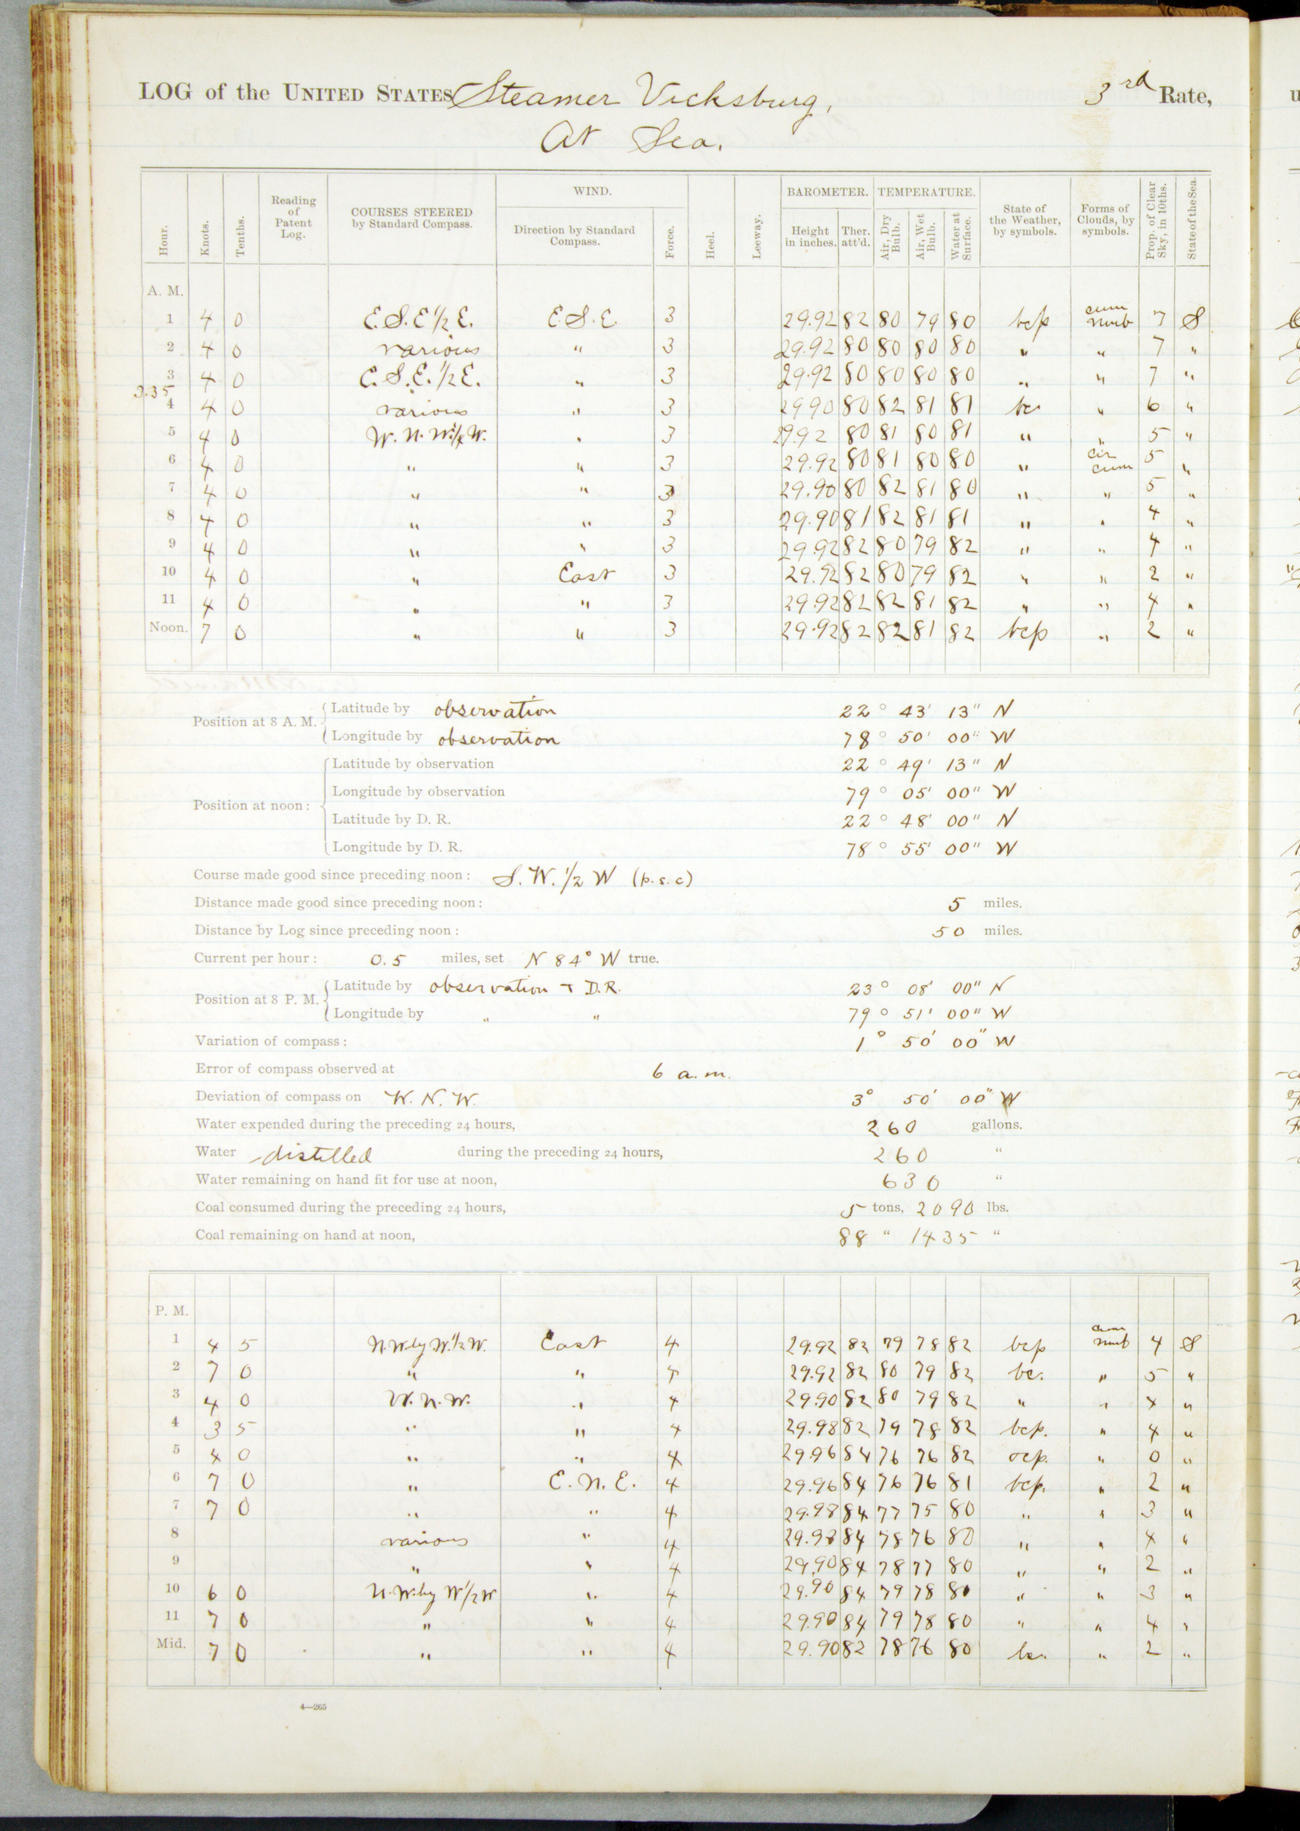 LOG of the UNITED STATES Steamer Vicksburg, 3rd Rate,
At Sea.
Hour. Knots. Tenths. Reading of Patent Log. COURSES STEERED by Standard Compass. WIND. Direction by Standard Compass. Force. Heel. Leeway. BAROMETER. Height in inches. Ther. att'd. TEMPERATURE. Air, Dry Bulb. Air, Wet Bulb. Water at Surface. State of the Weather, by symbols. Forms of Clouds, by symbols. Prop. of Clear Sky, in 10ths. State of the Sea.
A. M.
1 4 0 E.S.E ½ E. E S.E. 3 29.92 82 80 79 80 bcp cum nimb 7 S
2 4 0 various " 3 29.92 80 80 80 80 " " 7 "
3 4 0 E.S.E. ½ E. " 3 29.92 80 80 80 80 " " 7 "
3.35
4 4 0 various " 3 29.90 80 82 81 81 bc " 6 "
5 4 0 W.N.W. ½ W. " 3 29.92 80 81 80 81 " " 5 "
6 4 0 " " 3 29.92 80 81 80 80 " cir cum 5 "
7 4 0 " " 3 29.90 80 82 81 80 " " 5 "
8 4 0 " " 3 29.90 81 82 81 81 " " 4 "
9 4 0 " " 3 29.92 82 80 79 82 " " 4 "
10 4 0 " East 3 29.92 82 80 79 82 " " 2 "
11 4 0 " " 3 29.92 82 82 81 82 " " 4 "
Noon. 7 0 " " 3 29.92 82 82 81 82 bcp " 2 "
Position at 8 A. M. Latitude by observation 22° 43' 13" N
Longitude by observation 78° 50' 00" W
Position at noon: Latitude by observation 22° 49' 13" N
Longitude by observation 79° 05' 00" W
Latitude by D. R. 22° 48' 00" N
Longitude by D. R. 78° 55' 00" W
Course made good since preceding noon: S.W. ½ W (p.s.c)
Distance made good since preceding noon: 5 miles.
Distance by Log since preceding noon: 50 miles.
Current per hour: 0.5 miles, set N 84° W true.
Position at 8 P. M. Latitude by observation + D.R. 23° 08' 00" N
Longitude by " " 79° 51' 00" W
Variation of compass: 1° 50' 00" W
Error of compass observed at 6 a.m.
Deviation of compass on W.N.W. 3° 50' 00" W
Water expended during the preceding 24 hours, 260 gallons.
Water distilled during the preceding 24 hours, 260 "
Water remaining on hand fit for use at noon, 630 "
Coal consumed during the preceding 24 hours, 5 tons, 2090 lbs.
Coal remaining on hand at noon, 88 " 1435 "
P. M.
1 4 5 N.W. by W. ½ W. East 4 29.92 82 79 78 82 bcp cum nimb 4 S
2 7 0 " " 4 29.92 82 80 79 82 bc. " 5 "
3 4 0 W.N.W. " 4 29.90 82 80 79 82 " " 4 "
4 3 5 " " 4 29.98 82 79 78 82 bcp. " 4 "
5 4 0 " " 4 29.96 84 76 76 82 ocp. " 0 "
6 7 0 " E.N.E. 4 29.96 84 76 76 81 bcp. " 2 "
7 7 0 " " 4 29.98 84 77 75 80 " " 3 "
8 various " 4 29.98 84 78 76 80 " " 4 "
9 " " 4 29.90 84 78 77 80 " " 2 "
10 6 0 N.W. by W ½ W " 4 29.90 84 79 78 80 " " 3 "
11 7 0 " " 4 29.90 84 79 78 80 " " 4 "
Mid. 7 0 " " 4 29.90 82 78 76 80 bc. " 2 "
4—265